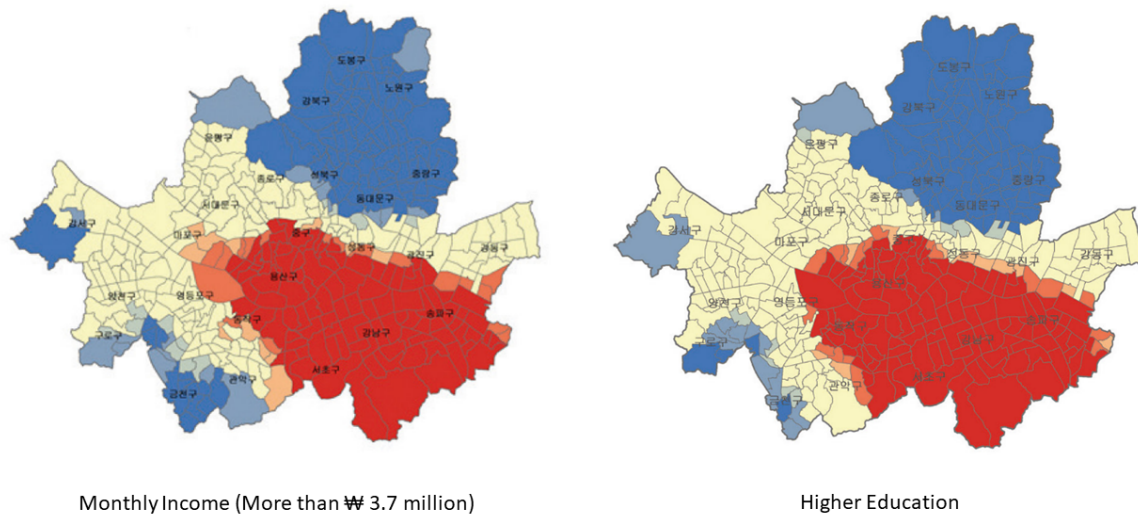 도봉구
노원구
강북구
은평구
성북구
중랑구
종로구
동대문구
서대문구
강서구
마포구
중구
성동구
광진구
강동구
용산구
양천구
영등포구
송파구
동작구
강남구
구로구
서초구
관악구
금천구
Monthly Income (More than ₩ 3.7 million)
도봉구
노원구
강북구
은평구
성북구
중랑구
종로구
동대문구
서대문구
강서구
마포구
성동구
광진구
강동구
양천구
영등포구
서초구
관악구
Higher Education